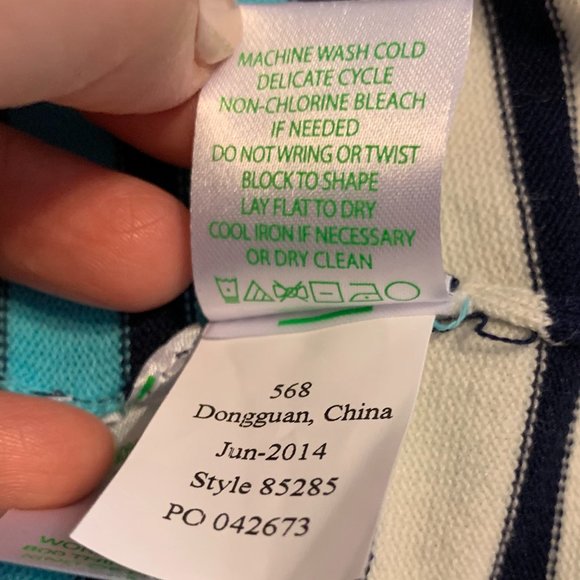 MACHINE WASH COLD
DELICATE CYCLE
NON-CHLORINE BLEACH
IF NEEDED
DO NOT WRING OR TWIST
BLOCK TO SHAPE
LAY FLAT TO DRY
COOL IRON IF NECESSARY
OR DRY CLEAN
568
Dongguan, China
Jun-2014
Style 85285
PO 042673